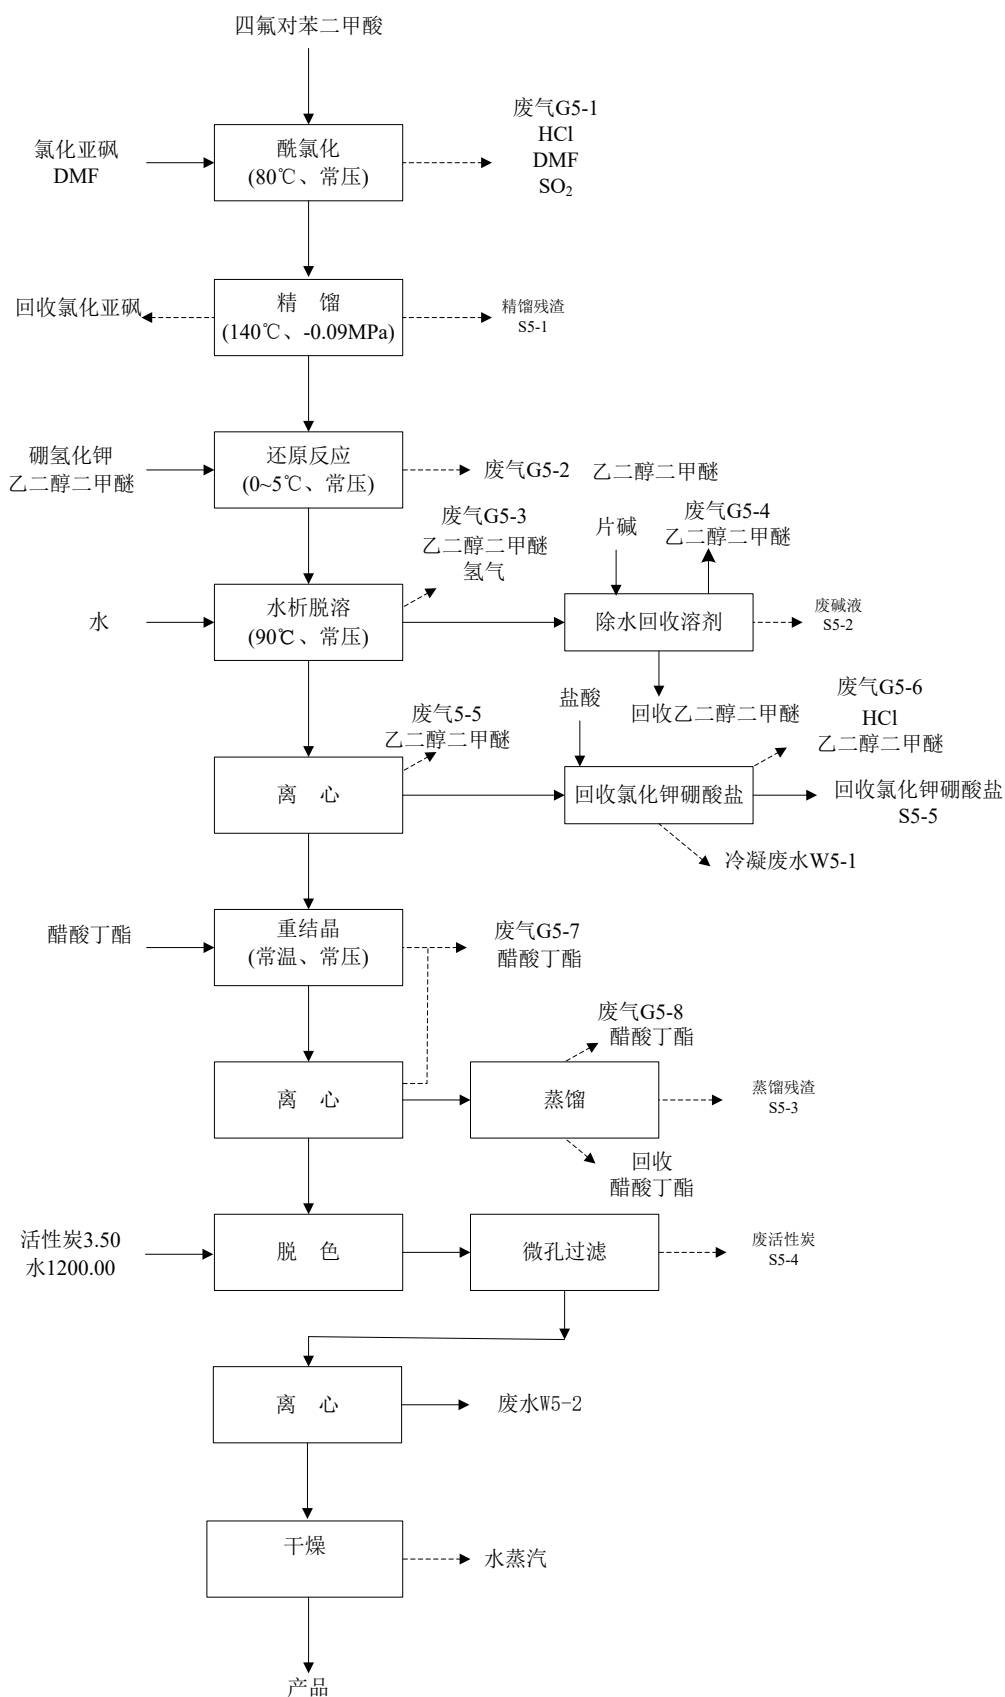 四氟对苯二甲酸
氯化亚砜
DMF
酰氯化
(80℃、常压)
废气G5-1
HCl
DMF
SO₂
回收氯化亚砜
精 馏
(140℃、-0.09MPa)
精馏残渣
S5-1
硼氢化钾
乙二醇二甲醚
还原反应
(0~5℃、常压)
废气G5-2 乙二醇二甲醚
废气G5-3
乙二醇二甲醚
氢气
片碱
废气G5-4
乙二醇二甲醚
水
水析脱溶
(90℃、常压)
除水回收溶剂
废碱液
S5-2
回收乙二醇二甲醚
废气5-5
乙二醇二甲醚
盐酸
废气G5-6
HCl
乙二醇二甲醚
离 心
回收氯化钾硼酸盐
回收氯化钾硼酸盐
S5-5
冷凝废水W5-1
醋酸丁酯
重结晶
(常温、常压)
废气G5-7
醋酸丁酯
废气G5-8
醋酸丁酯
离 心
蒸馏
蒸馏残渣
S5-3
回收
醋酸丁酯
活性炭3.50
水1200.00
脱 色
微孔过滤
废活性炭
S5-4
离 心
废水W5-2
干燥
水蒸汽
产品